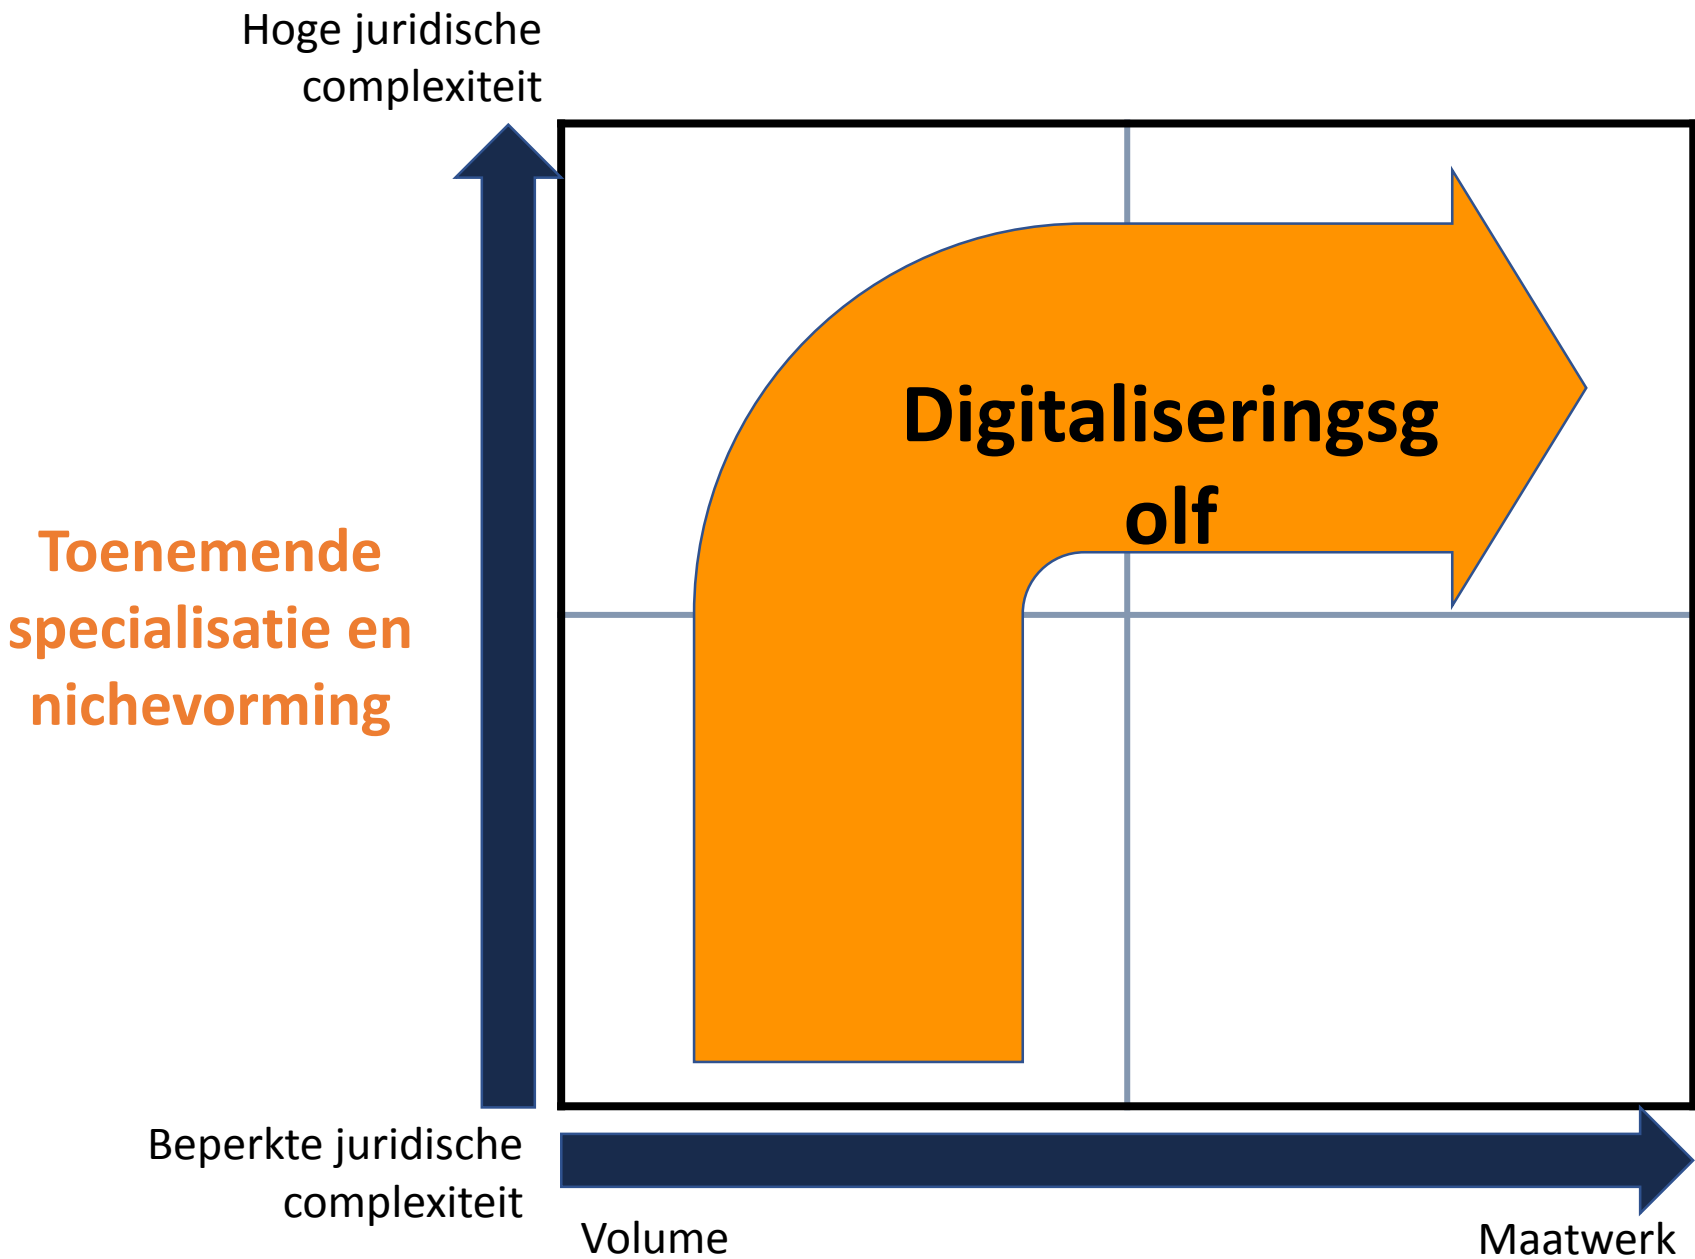 Hoge juridische
complexiteit
Digitaliseringsg
olf
Toenemende
specialisatie en
nichevorming
Beperkte juridische
complexiteit
Volume
Maatwerk